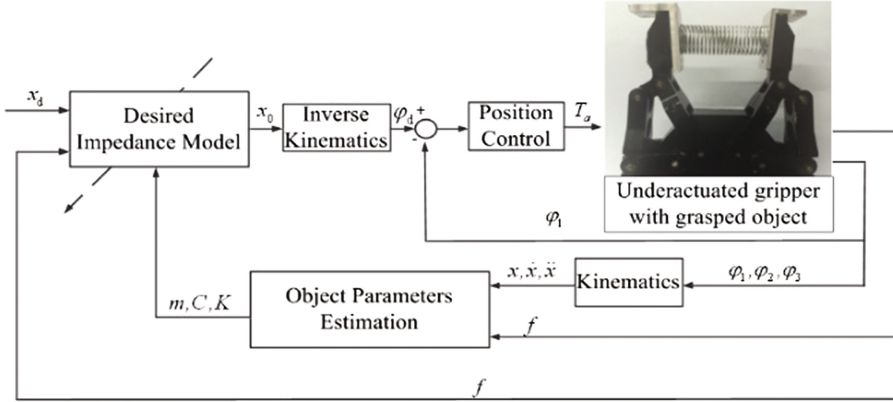 x_d
Desired
Impedance Model
x_0
Inverse
Kinematics
φ_d
+
-
Position
Control
T_a
Underactuated gripper
with grasped object
φ_1
x, ẋ, ẍ
Kinematics
φ_1, φ_2, φ_3
Object Parameters
Estimation
m, C, K
f
f